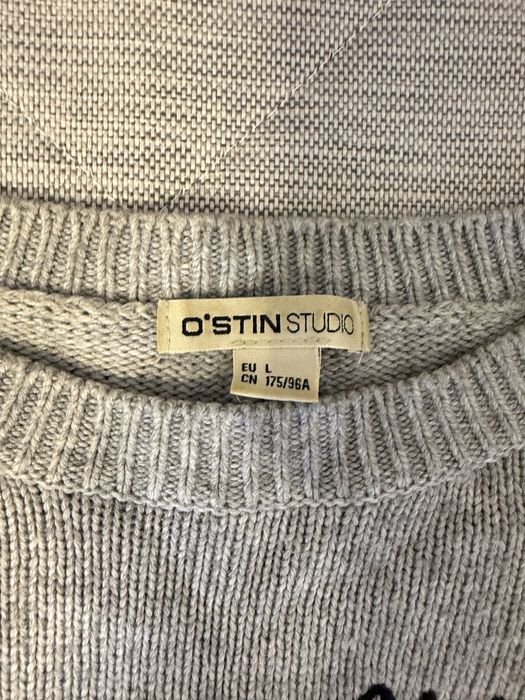 O'STIN STUDIO
EU L
CN 175/96A